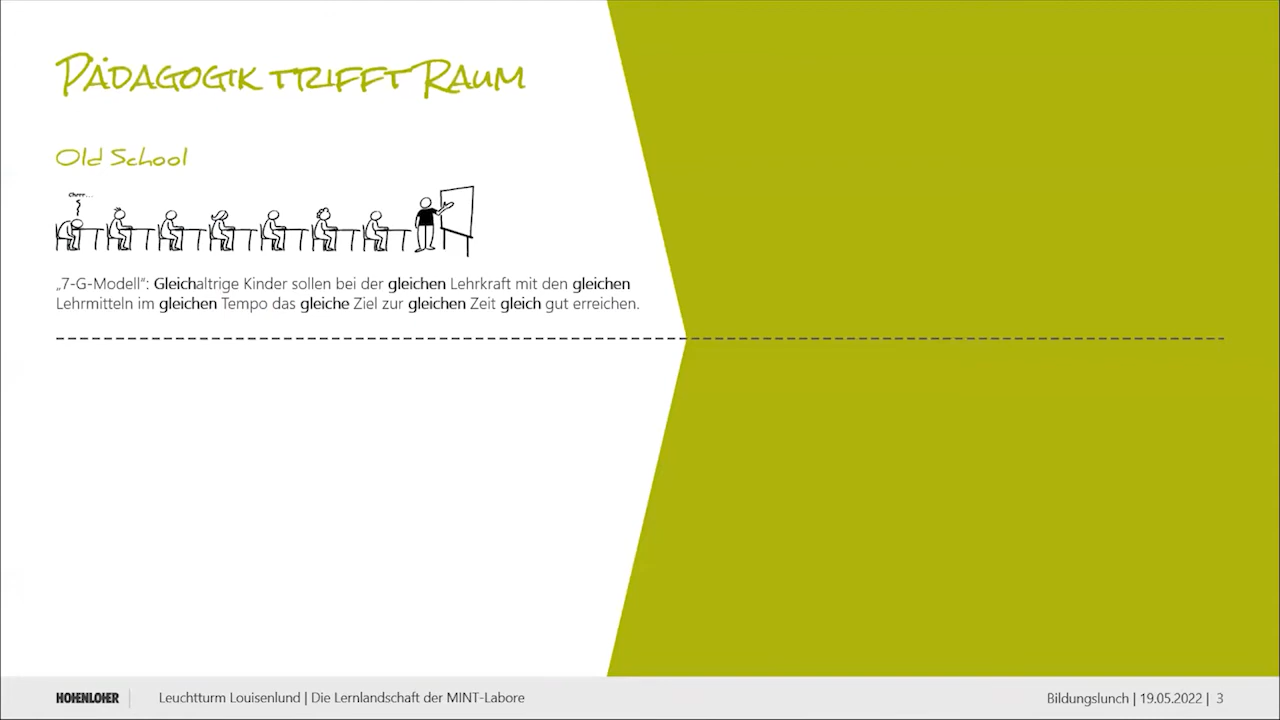 Pädagogik trifft Raum
Old School
Chrrr...
„7-G-Modell“: Gleichaltrige Kinder sollen bei der gleichen Lehrkraft mit den gleichen
Lehrmitteln im gleichen Tempo das gleiche Ziel zur gleichen Zeit gleich gut erreichen.
HOHENLOHER
Leuchtturm Louisenlund | Die Lernlandschaft der MINT-Labore
Bildungslunch | 19.05.2022 | 3